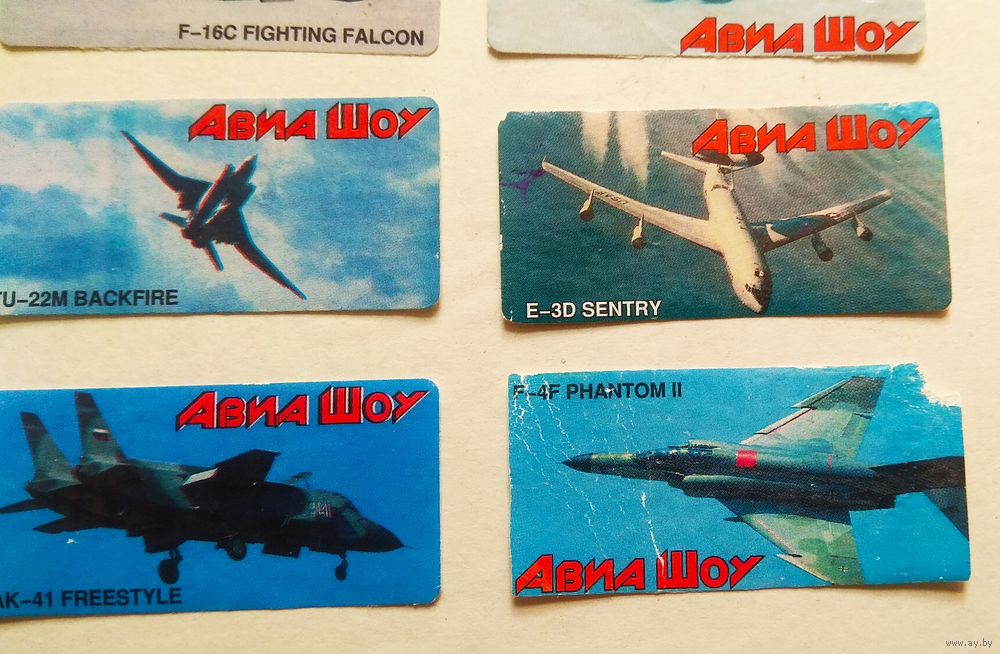 F-16C FIGHTING FALCON
АВИА ШОУ
АВИА ШОУ
TU-22M BACKFIRE
АВИА ШОУ
E-3D SENTRY
АВИА ШОУ
AK-41 FREESTYLE
F-4F PHANTOM II
АВИА ШОУ
www.ay.by